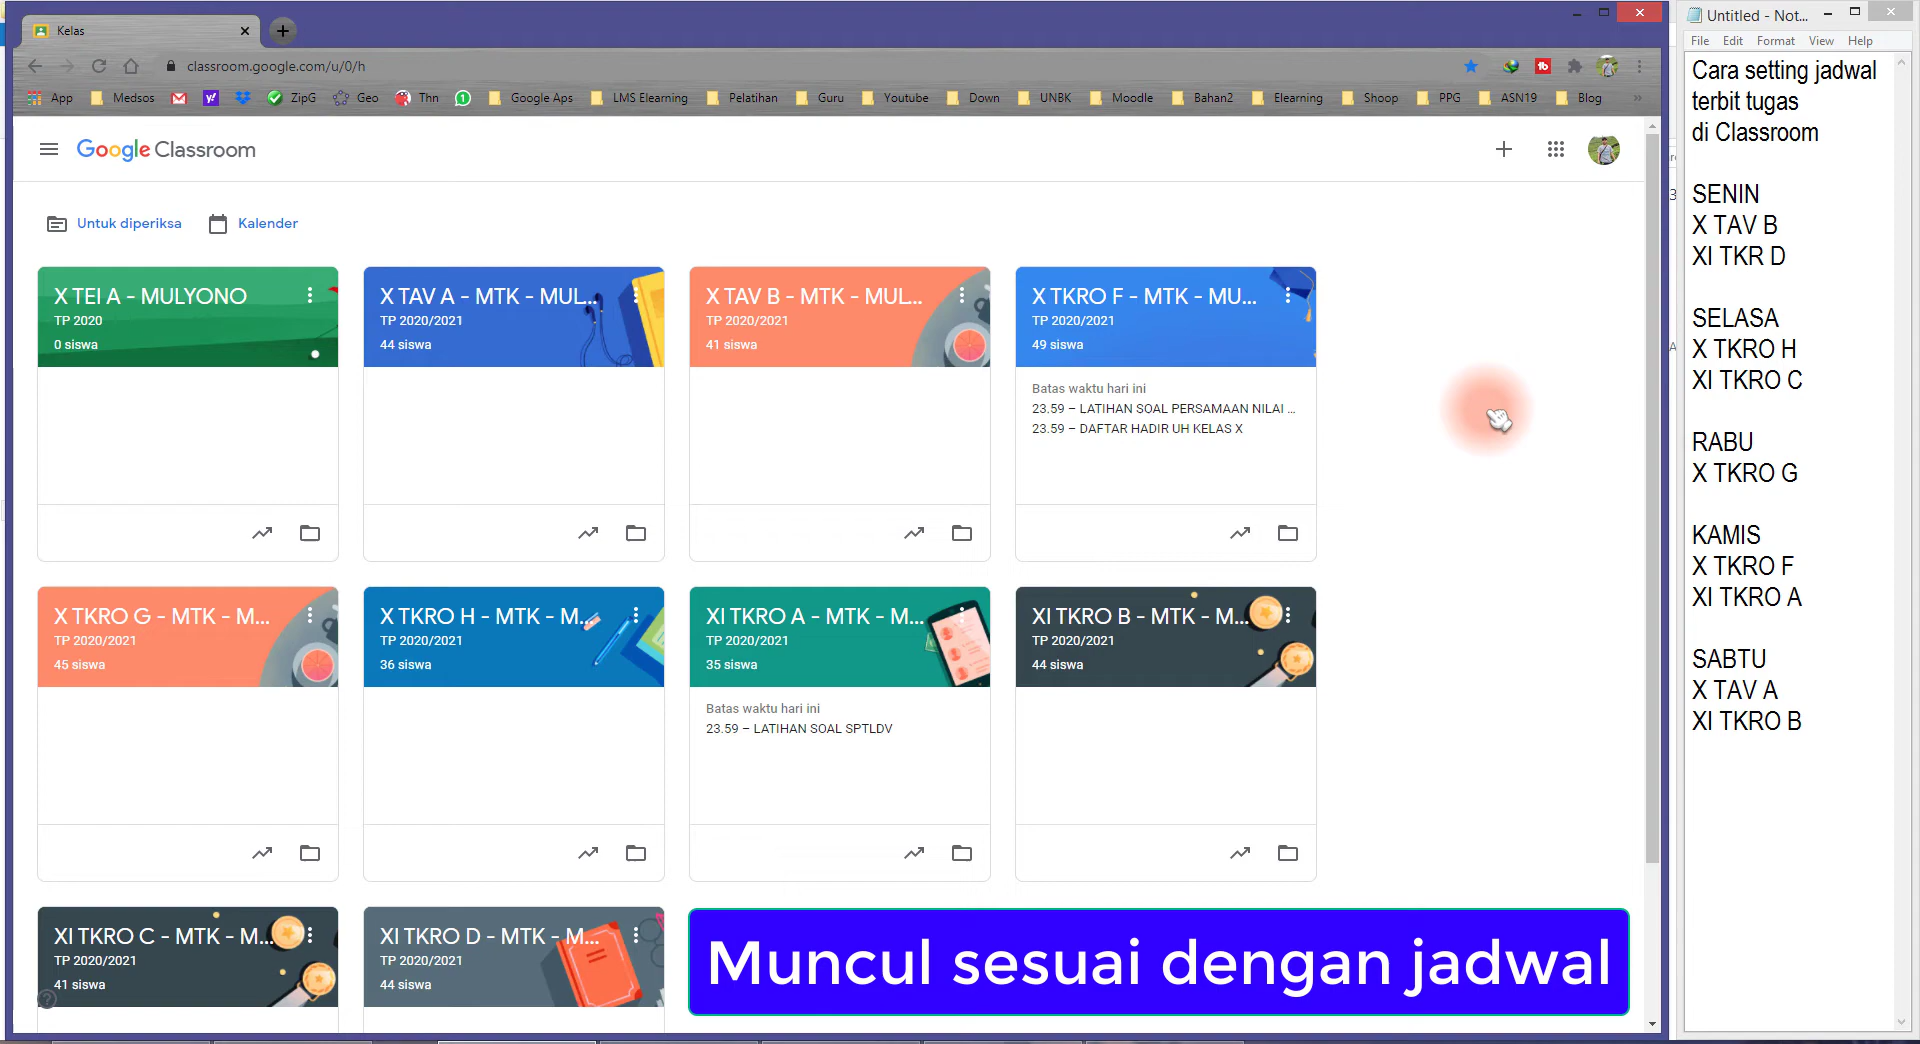 Kelas
classroom.google.com/u/0/h
App Medsos ZipG Geo Thn Google Aps LMS Elearning Pelatihan Guru Youtube Down UNBK Moodle Bahan2 Elearning Shoop PPG ASN19 Blog »
Google Classroom
Untuk diperiksa Kalender
X TEI A - MULYONO
TP 2020
0 siswa
X TAV A - MTK - MUL...
TP 2020/2021
44 siswa
X TAV B - MTK - MUL...
TP 2020/2021
41 siswa
X TKRO F - MTK - MU...
TP 2020/2021
49 siswa
Batas waktu hari ini
23.59 – LATIHAN SOAL PERSAMAAN NILAI ...
23.59 – DAFTAR HADIR UH KELAS X
X TKRO G - MTK - M...
TP 2020/2021
45 siswa
X TKRO H - MTK - M...
TP 2020/2021
36 siswa
XI TKRO A - MTK - M...
TP 2020/2021
35 siswa
Batas waktu hari ini
23.59 – LATIHAN SOAL SPTLDV
XI TKRO B - MTK - M...
TP 2020/2021
44 siswa
XI TKRO C - MTK - M...
TP 2020/2021
41 siswa
XI TKRO D - MTK - M...
TP 2020/2021
44 siswa
Muncul sesuai dengan jadwal
Untitled - Not...
File Edit Format View Help
Cara setting jadwal
terbit tugas
di Classroom
SENIN
X TAV B
XI TKR D
SELASA
X TKRO H
XI TKRO C
RABU
X TKRO G
KAMIS
X TKRO F
XI TKRO A
SABTU
X TAV A
XI TKRO B